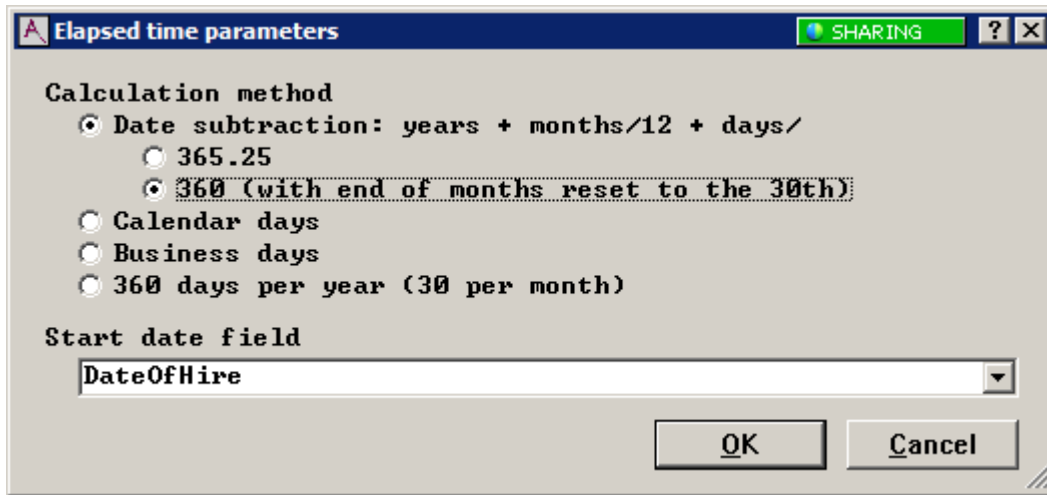 Elapsed time parameters SHARING ? X
Calculation method
Date subtraction: years + months/12 + days/
365.25
360 (with end of months reset to the 30th)
Calendar days
Business days
360 days per year (30 per month)
Start date field
DateOfHire
OK Cancel